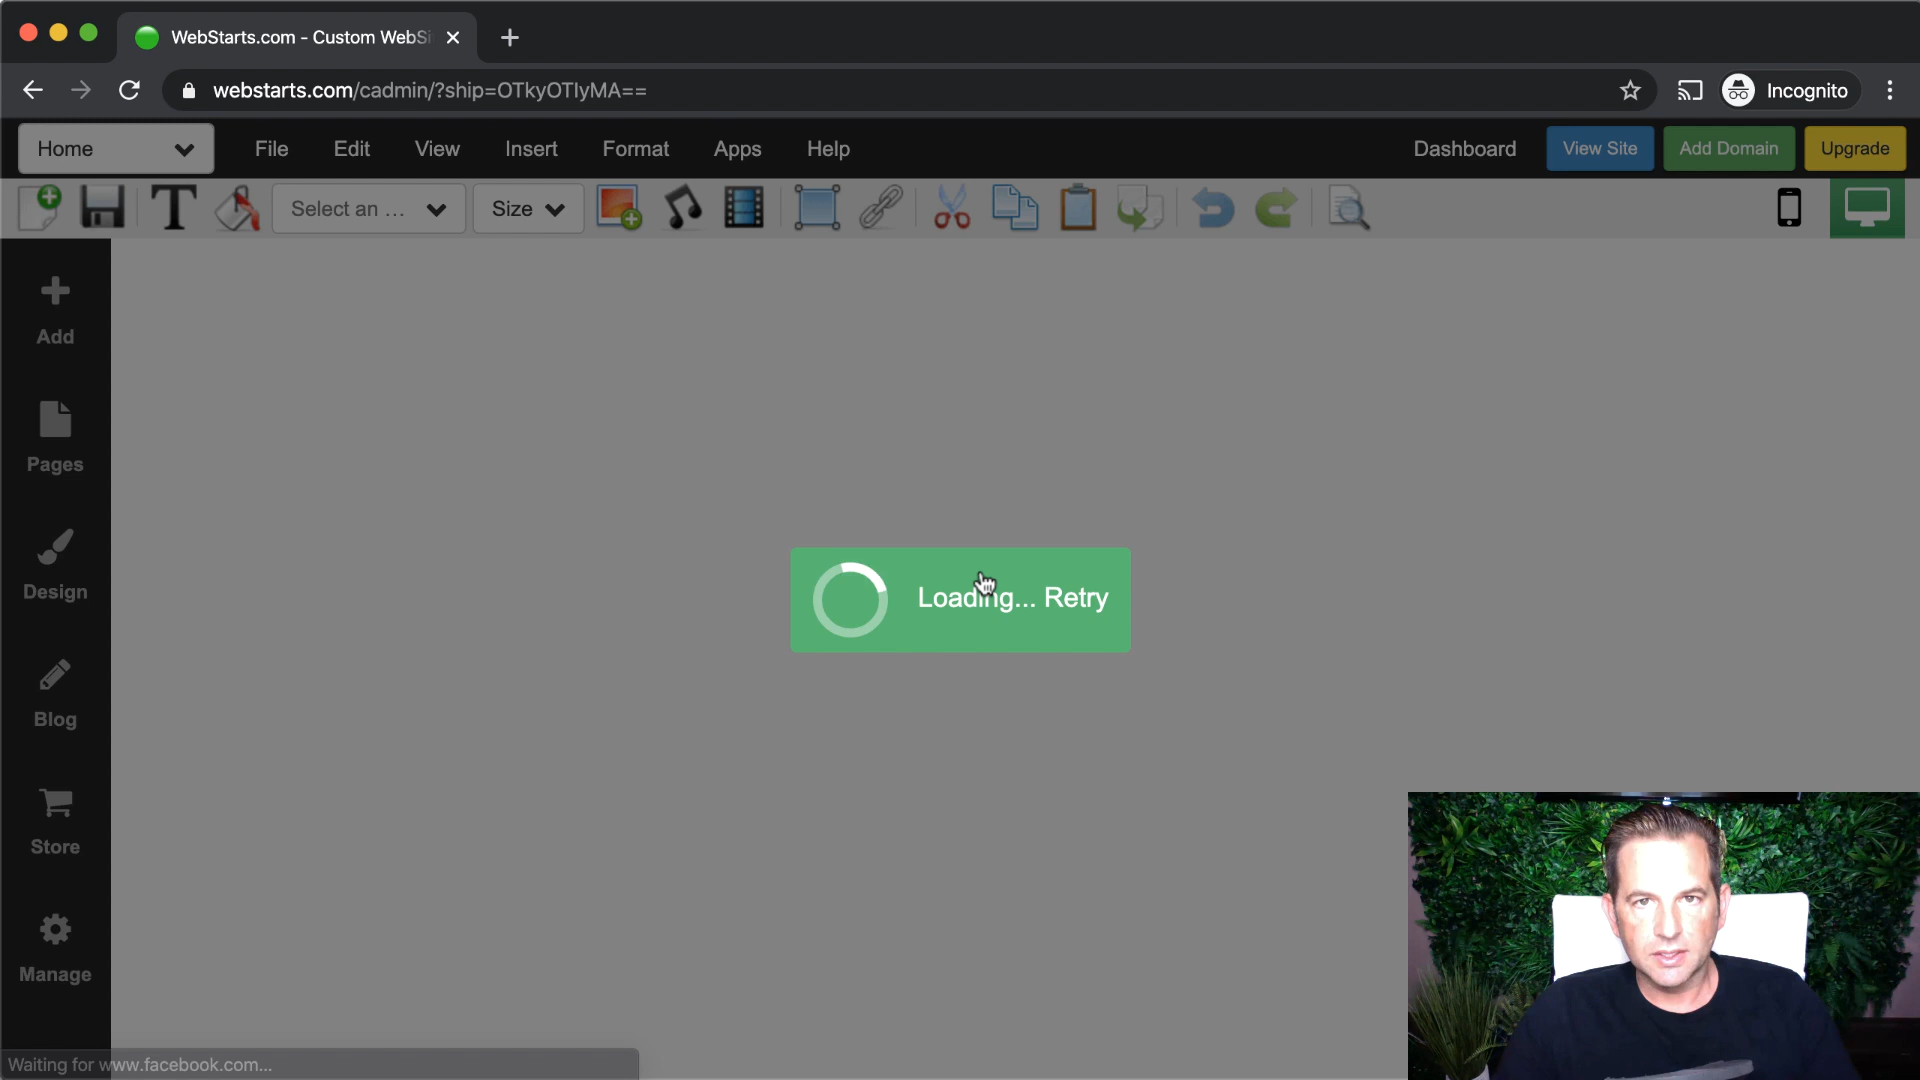 WebStarts.com - Custom WebSi
webstarts.com/cadmin/?ship=OTkyOTIyMA==
Incognito
Home
File
Edit
View
Insert
Format
Apps
Help
Dashboard
View Site
Add Domain
Upgrade
T
Select an ...
Size
Add
Pages
Design
Blog
Store
Manage
Loading... Retry
Waiting for www.facebook.com...